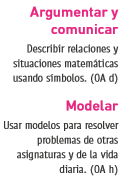 Argumentar y
comunicar
Describir relaciones y
situaciones matemáticas
usando símbolos. (OA d)
Modelar
Usar modelos para resolver
problemas de otras
asignaturas y de la vida
diaria. (OA h)